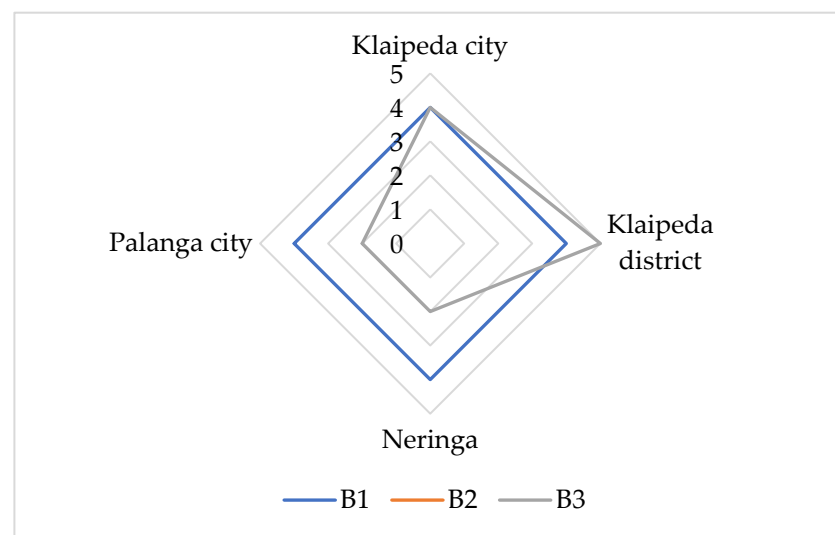 Klaipeda city
5
4
3
2
1
0
Palanga city
Klaipeda
district
Neringa
B1 B2 B3